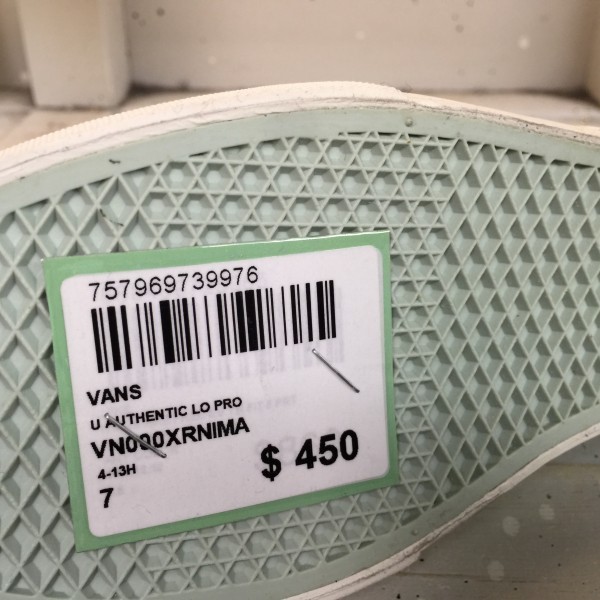 757969739976
VANS
U AUTHENTIC LO PRO
VN000XRNIMA
4-13H
7
$ 450